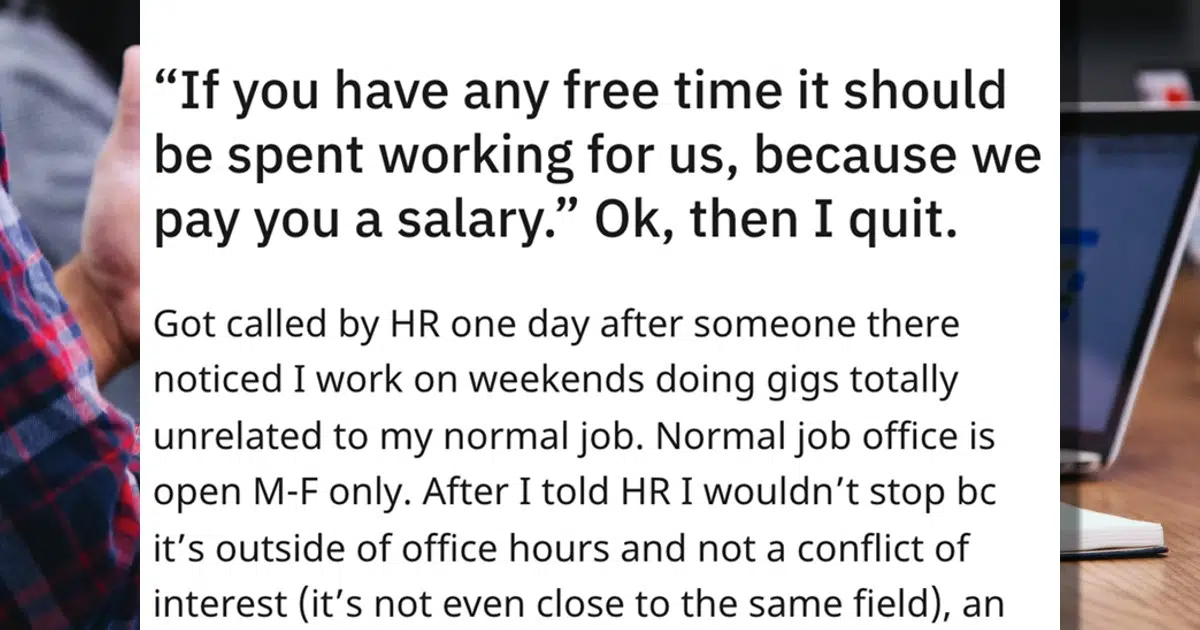 “If you have any free time it should
be spent working for us, because we
pay you a salary.” Ok, then I quit.
Got called by HR one day after someone there
noticed I work on weekends doing gigs totally
unrelated to my normal job. Normal job office is
open M-F only. After I told HR I wouldn’t stop bc
it’s outside of office hours and not a conflict of
interest (it’s not even close to the same field), an